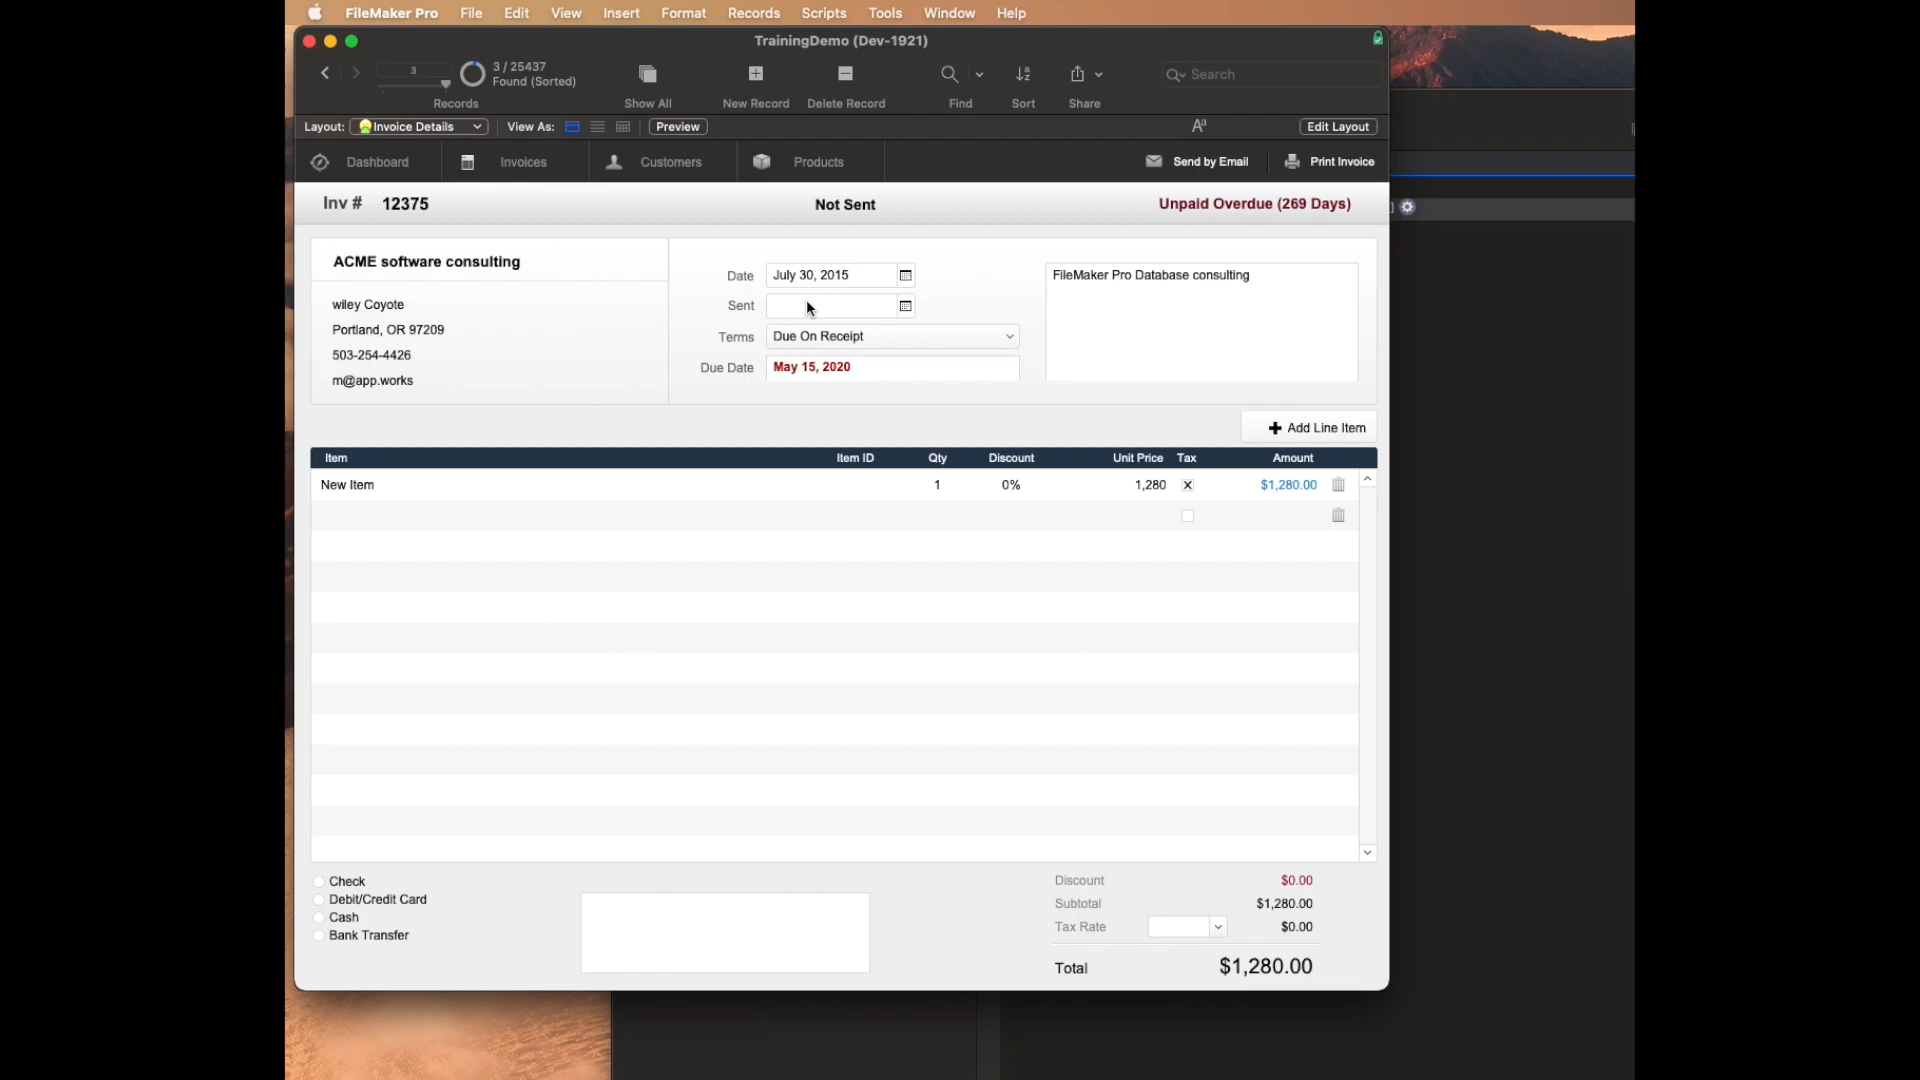 FileMaker Pro File Edit View Insert Format Records Scripts Tools Window Help
TrainingDemo (Dev-1921)
3 3 / 25437
Found (Sorted)
Search
Records Show All New Record Delete Record Find Sort Share
Layout: Invoice Details View As: Preview Aª Edit Layout
Dashboard Invoices Customers Products Send by Email Print Invoice
Inv # 12375 Not Sent Unpaid Overdue (269 Days)
ACME software consulting
wiley Coyote
Portland, OR 97209
503-254-4426
m@app.works
Date July 30, 2015
Sent
Terms Due On Receipt
Due Date May 15, 2020
FileMaker Pro Database consulting
Add Line Item
Item Item ID Qty Discount Unit Price Tax Amount
New Item 1 0% 1,280 X $1,280.00
Check
Debit/Credit Card
Cash
Bank Transfer
Discount $0.00
Subtotal $1,280.00
Tax Rate $0.00
Total $1,280.00